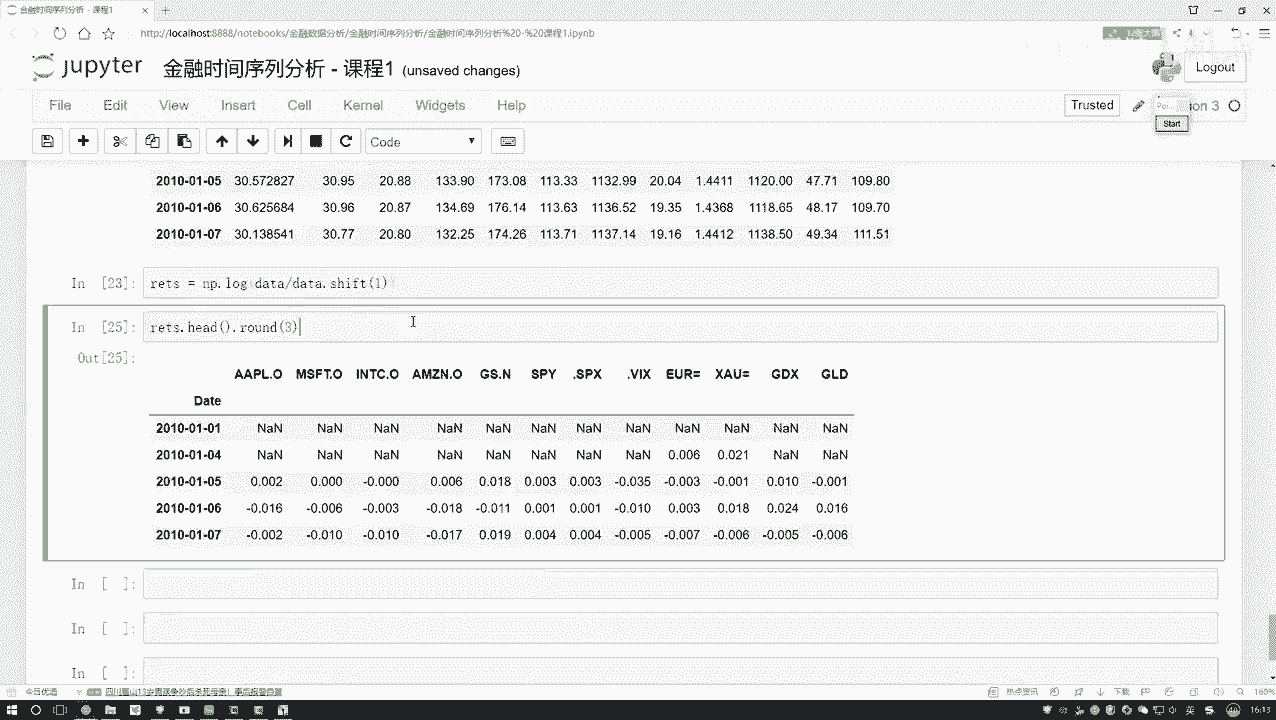 金融时间序列分析 - 课程1
http://localhost:8888/notebooks/金融数据分析/金融时间序列分析/金融时间序列分析%20-%20课程1.ipynb
jupyter 金融时间序列分析 - 课程1 (unsaved changes)
Logout
File Edit View Insert Cell Kernel Widgets Help
Trusted
on 3
Start
Code
2010-01-05 30.572827 30.95 20.88 133.90 173.08 113.33 1132.99 20.04 1.4411 1120.00 47.71 109.80
2010-01-06 30.625684 30.96 20.87 134.69 176.14 113.63 1136.52 19.35 1.4368 1118.65 48.17 109.70
2010-01-07 30.138541 30.77 20.80 132.25 174.26 113.71 1137.14 19.16 1.4412 1138.50 49.34 111.51
In [23]: rets = np.log data/data.shift(1)
In [25]: rets.head().round(3)
Out[25]:
AAPL.O MSFT.O INTC.O AMZN.O GS.N SPY .SPX .VIX EUR= XAU= GDX GLD
Date
2010-01-01 NaN NaN NaN NaN NaN NaN NaN NaN NaN NaN NaN NaN
2010-01-04 NaN NaN NaN NaN NaN NaN NaN NaN 0.006 0.021 NaN NaN
2010-01-05 0.002 0.000 -0.000 0.006 0.018 0.003 0.003 -0.035 -0.003 -0.001 0.010 -0.001
2010-01-06 -0.016 -0.006 -0.003 -0.018 -0.011 0.001 0.001 -0.010 0.003 0.018 0.024 0.016
2010-01-07 -0.002 -0.010 -0.010 -0.017 0.019 0.004 0.004 -0.005 -0.007 -0.006 -0.005 -0.006
In [ ]:
In [ ]:
In [ ]:
今日优选
热点资讯
下载
160%
英
16:13